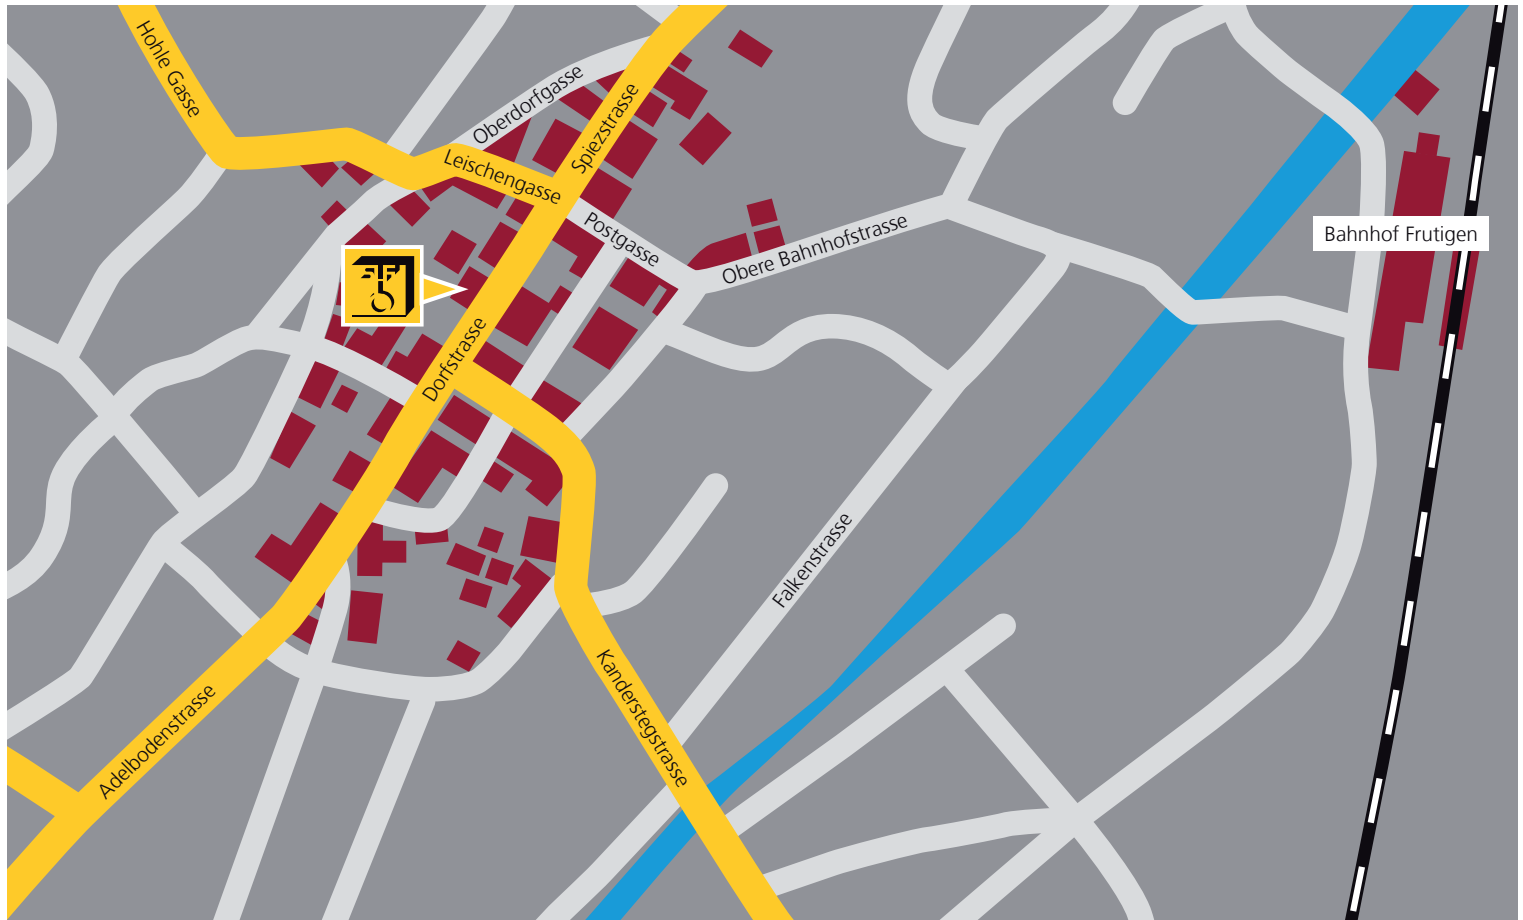 Hohle Gasse
Oberdorfgasse
Spiezstrasse
Leischengasse
Postgasse
Obere Bahnhofstrasse
Bahnhof Frutigen
Dorfstrasse
Falkenstrasse
Kanderstegstrasse
Adelbodenstrasse